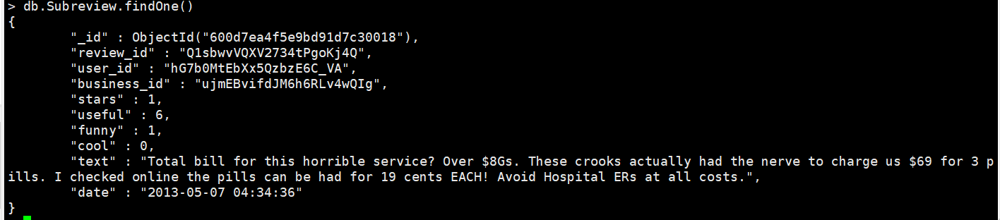 > db.Subreview.findOne()
{
"_id" : ObjectId("600d7ea4f5e9bd91d7c30018"),
"review_id" : "Q1sbwvVQXV2734tPgoKj4Q",
"user_id" : "hG7b0MtEbXx5QzbzE6C_VA",
"business_id" : "ujmEBvifdJM6h6RLv4wQIg",
"stars" : 1,
"useful" : 6,
"funny" : 1,
"cool" : 0,
"text" : "Total bill for this horrible service? Over $8Gs. These crooks actually had the nerve to charge us $69 for 3 p
ills. I checked online the pills can be had for 19 cents EACH! Avoid Hospital ERs at all costs.",
"date" : "2013-05-07 04:34:36"
}